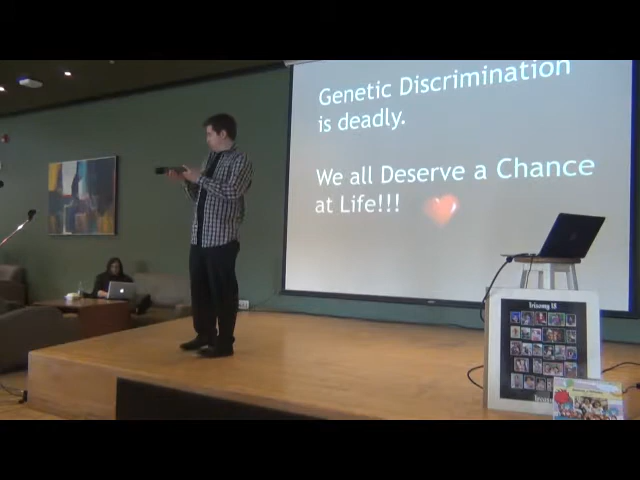 Genetic Discrimination
is deadly.
We all Deserve a Chance
at Life!!!
Trisomy 18